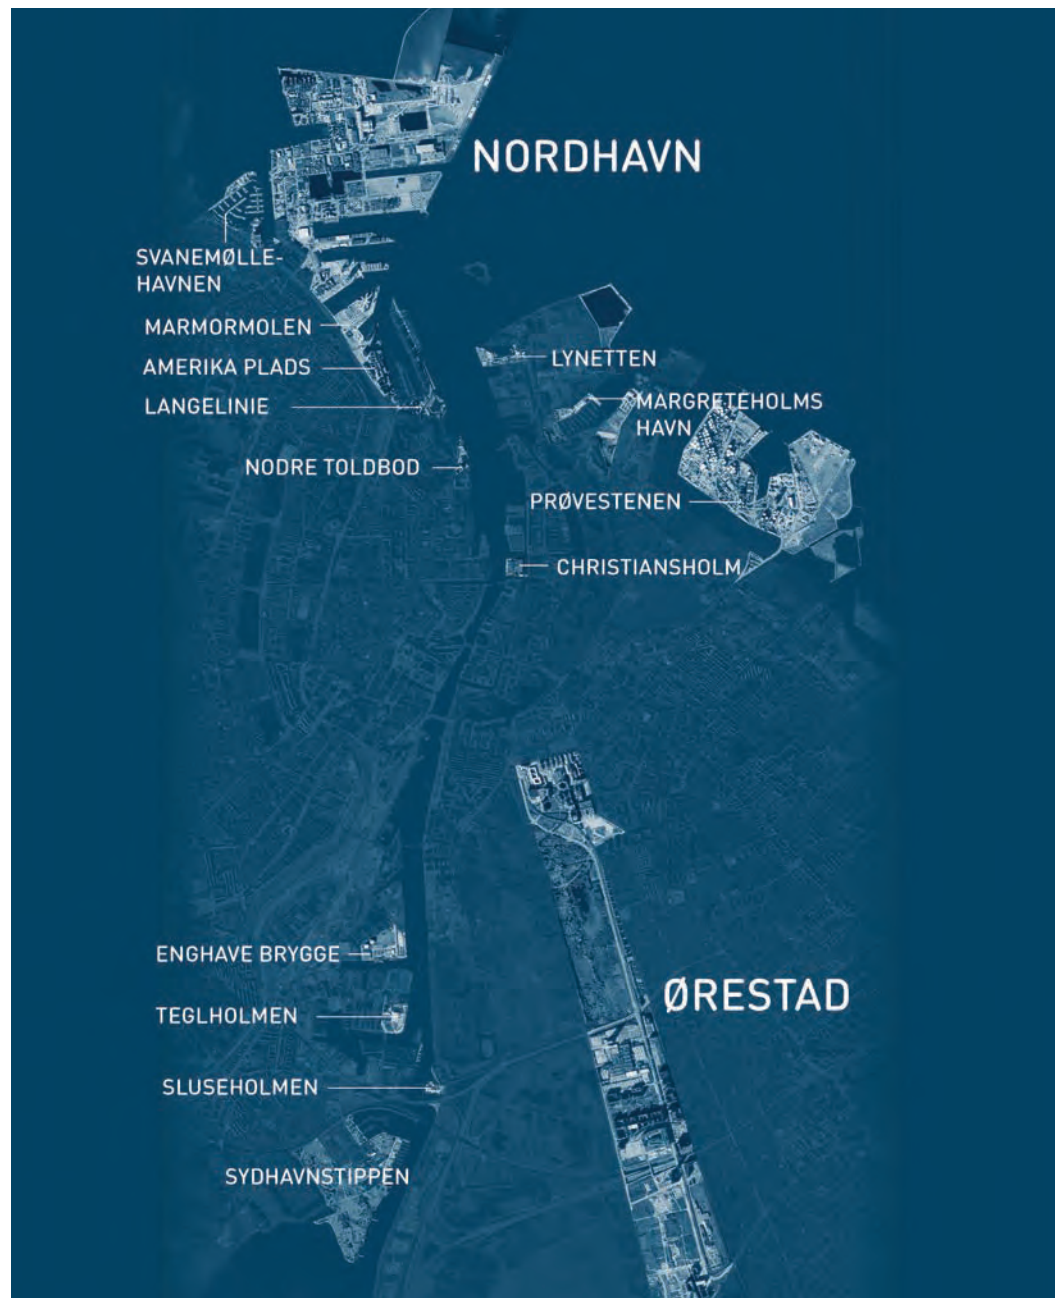 NORDHAVN
SVANEMØLLE-
HAVNEN
MARMORMOLEN
AMERIKA PLADS
LANGELINIE
LYNETTEN
MARGRETEHOLMS
HAVN
NODRE TOLDBOD
PRØVESTENEN
CHRISTIANSHOLM
ENGHAVE BRYGGE
ØRESTAD
TEGLHOLMEN
SLUSEHOLMEN
SYDHAVNSTIPPEN